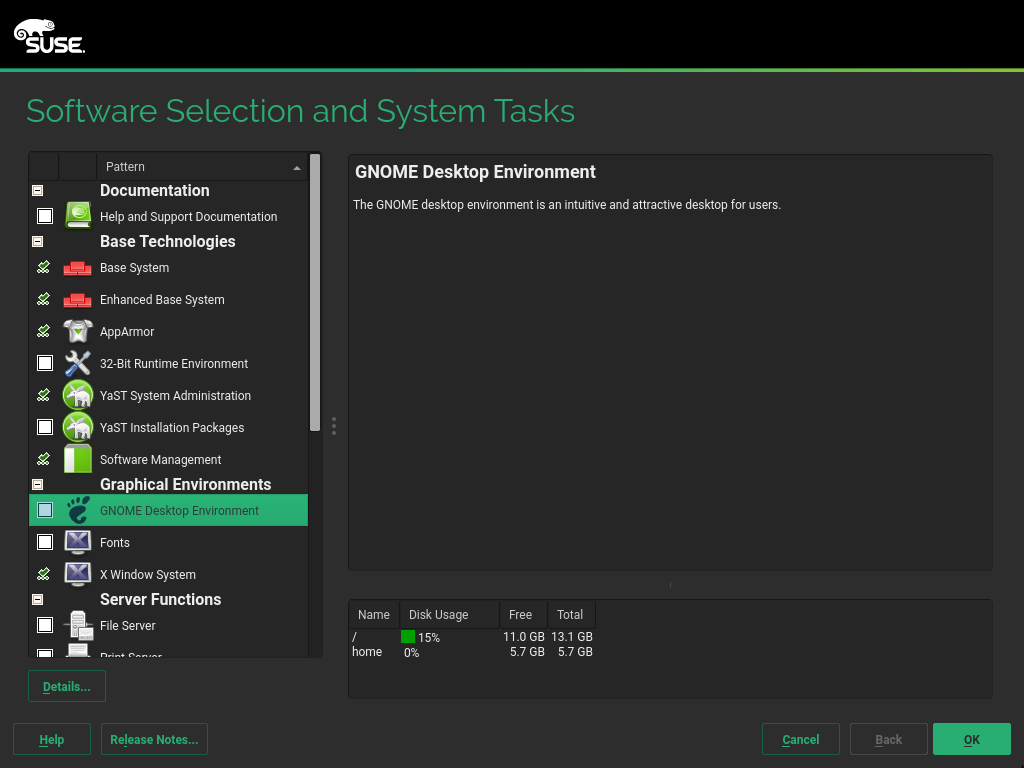 SUSE.
Software Selection and System Tasks
Pattern
Documentation
Help and Support Documentation
Base Technologies
Base System
Enhanced Base System
AppArmor
32-Bit Runtime Environment
YaST System Administration
YaST Installation Packages
Software Management
Graphical Environments
GNOME Desktop Environment
Fonts
X Window System
Server Functions
File Server
Print Server
GNOME Desktop Environment
The GNOME desktop environment is an intuitive and attractive desktop for users.
Name Disk Usage Free Total
/ 15% 11.0 GB 13.1 GB
home 0% 5.7 GB 5.7 GB
Details...
Help Release Notes... Cancel Back OK